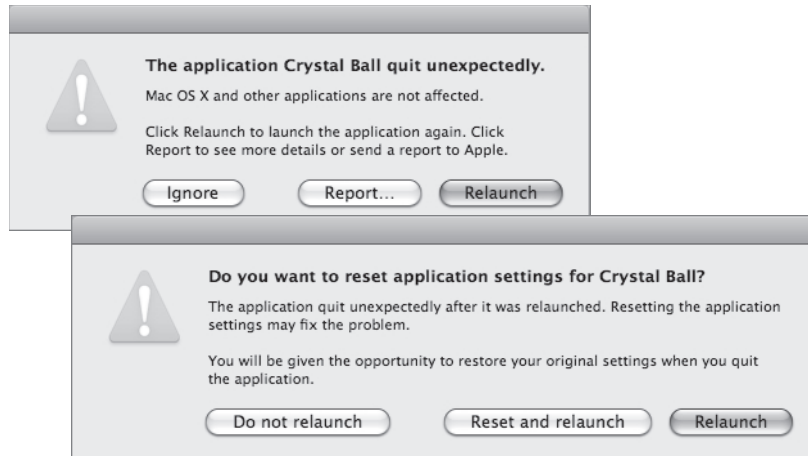 The application Crystal Ball quit unexpectedly.
Mac OS X and other applications are not affected.
Click Relaunch to launch the application again. Click
Report to see more details or send a report to Apple.
Ignore
Report...
Relaunch
Do you want to reset application settings for Crystal Ball?
The application quit unexpectedly after it was relaunched. Resetting the application
settings may fix the problem.
You will be given the opportunity to restore your original settings when you quit
the application.
Do not relaunch
Reset and relaunch
Relaunch